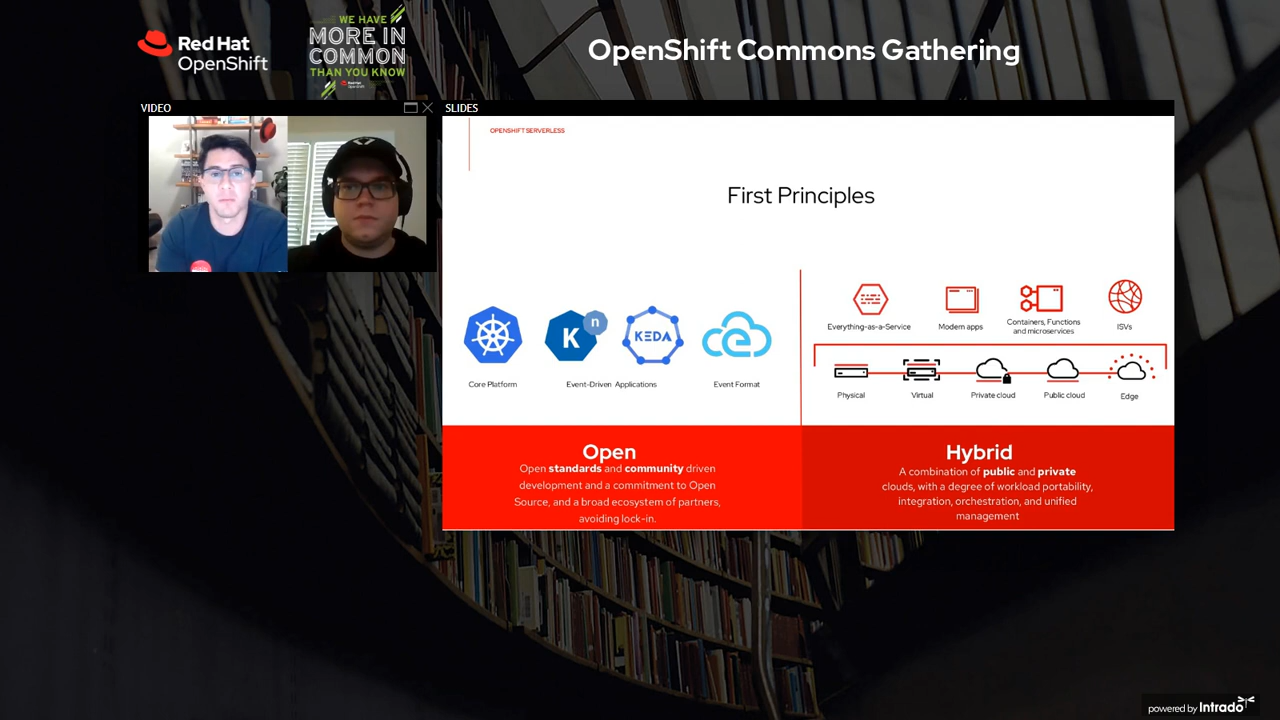 Red Hat
OpenShift
WE HAVE
MORE IN
COMMON
THAN YOU KNOW
OpenShift Commons Gathering
VIDEO
SLIDES
OPENSHIFT SERVERLESS
First Principles
K
n
KEDA
Core Platform
Event-Driven Applications
Event Format
Everything-as-a-Service
Modern apps
Containers, Functions
and microservices
ISVs
Physical
Virtual
Private cloud
Public cloud
Edge
Open
Open standards and community driven
development and a commitment to Open
Source, and a broad ecosystem of partners,
avoiding lock-in.
Hybrid
A combination of public and private
clouds, with a degree of workload portability,
integration, orchestration, and unified
management
powered by Intrado